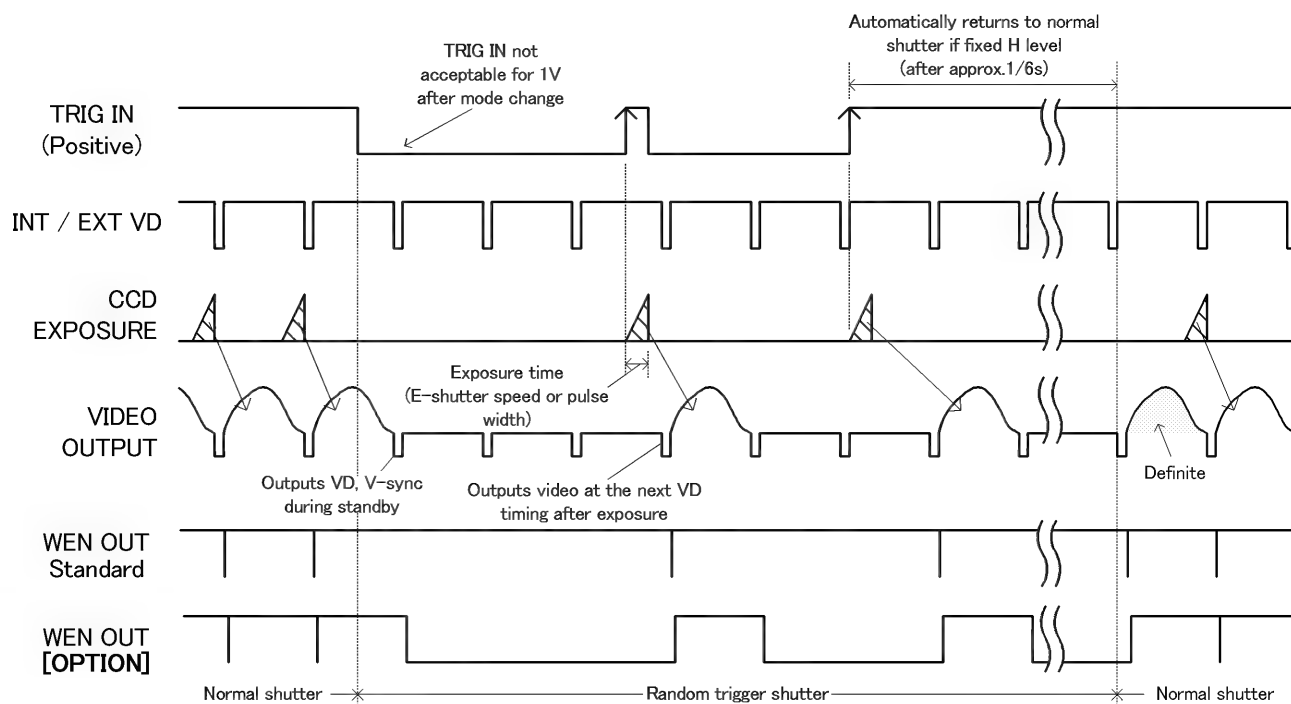 Automatically returns to normal
shutter if fixed H level
(after approx.1/6s)
TRIG IN not
acceptable for 1V
after mode change
TRIG IN
(Positive)
INT / EXT VD
CCD
EXPOSURE
Exposure time
(E-shutter speed or pulse
width)
VIDEO
OUTPUT
Outputs VD, V-sync
during standby
Outputs video at the next VD
timing after exposure
Definite
WEN OUT
Standard
WEN OUT
[OPTION]
Normal shutter
Random trigger shutter
Normal shutter